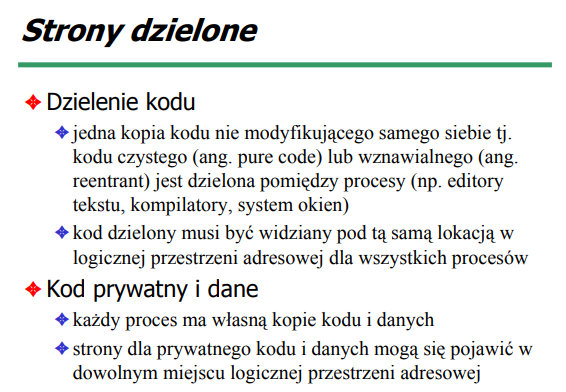 Strony dzielone
Dzielenie kodu
jedna kopia kodu nie modyfikującego samego siebie tj.
kodu czystego (ang. pure code) lub wznawialnego (ang.
reentrant) jest dzielona pomiędzy procesy (np. editory
tekstu, kompilatory, system okien)
kod dzielony musi być widziany pod tą samą lokacją w
logicznej przestrzeni adresowej dla wszystkich procesów
Kod prywatny i dane
każdy proces ma własną kopie kodu i danych
strony dla prywatnego kodu i danych mogą się pojawić w
dowolnym miejscu logicznej przestrzeni adresowej